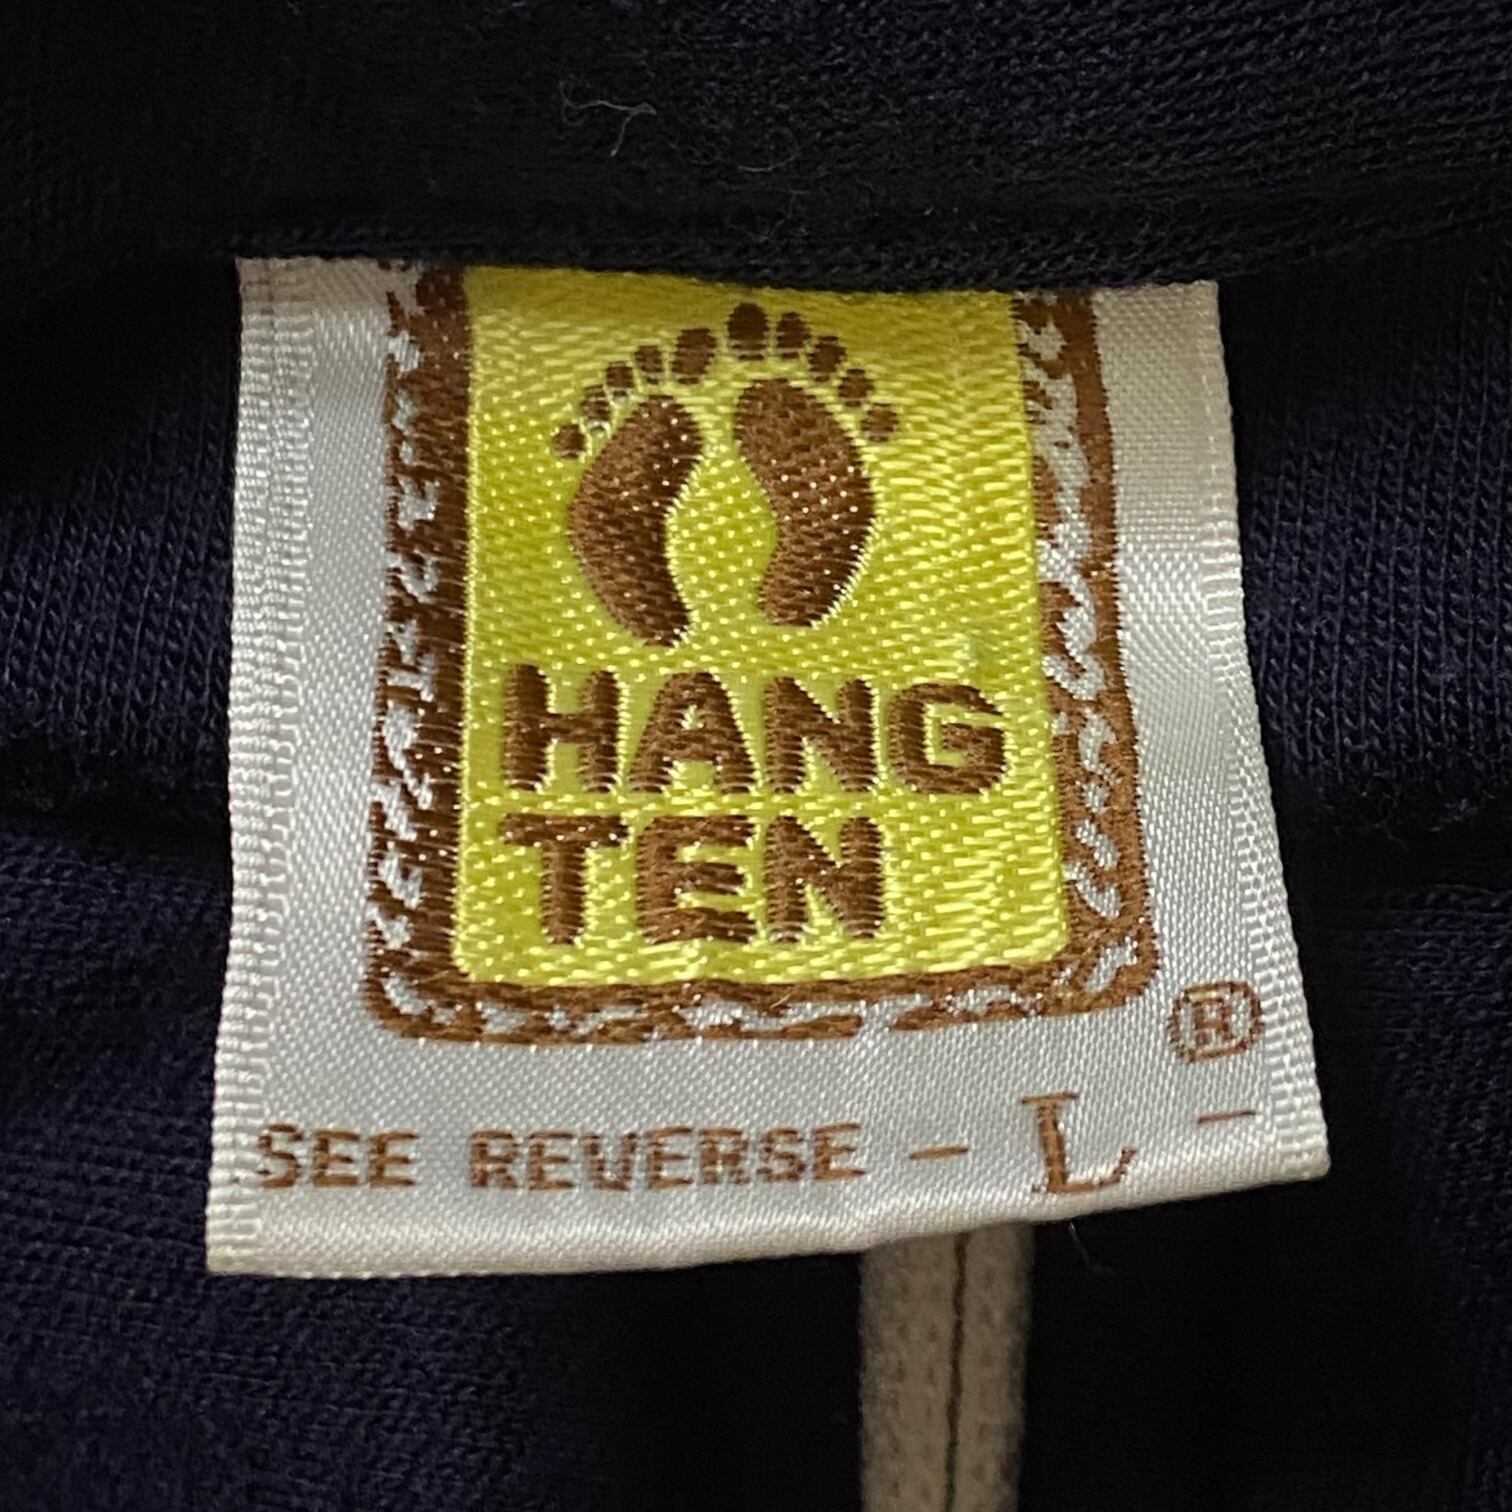 HANG
TEN
®
SEE REVERSE - L -